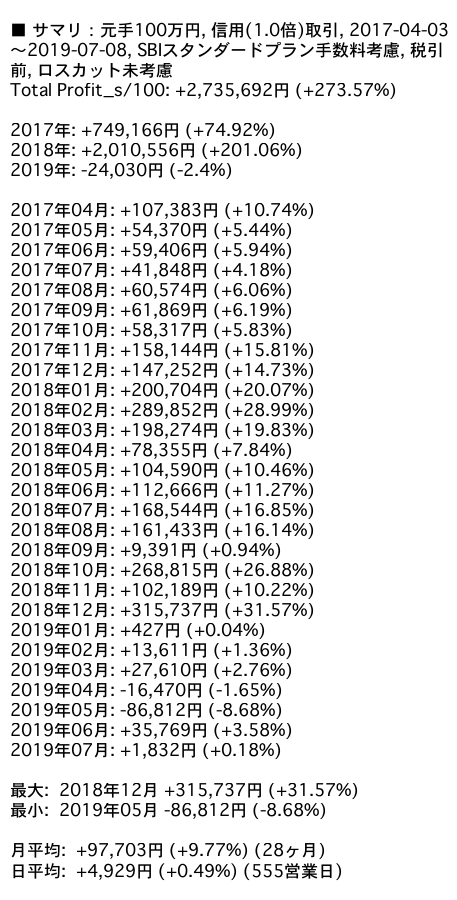 ■ サマリ：元手100万円, 信用(1.0倍)取引, 2017-04-03
〜2019-07-08, SBIスタンダードプラン手数料考慮, 税引
前, ロスカット未考慮
Total Profit_s/100: +2,735,692円 (+273.57%)
2017年: +749,166円 (+74.92%)
2018年: +2,010,556円 (+201.06%)
2019年: -24,030円 (-2.4%)
2017年04月: +107,383円 (+10.74%)
2017年05月: +54,370円 (+5.44%)
2017年06月: +59,406円 (+5.94%)
2017年07月: +41,848円 (+4.18%)
2017年08月: +60,574円 (+6.06%)
2017年09月: +61,869円 (+6.19%)
2017年10月: +58,317円 (+5.83%)
2017年11月: +158,144円 (+15.81%)
2017年12月: +147,252円 (+14.73%)
2018年01月: +200,704円 (+20.07%)
2018年02月: +289,852円 (+28.99%)
2018年03月: +198,274円 (+19.83%)
2018年04月: +78,355円 (+7.84%)
2018年05月: +104,590円 (+10.46%)
2018年06月: +112,666円 (+11.27%)
2018年07月: +168,544円 (+16.85%)
2018年08月: +161,433円 (+16.14%)
2018年09月: +9,391円 (+0.94%)
2018年10月: +268,815円 (+26.88%)
2018年11月: +102,189円 (+10.22%)
2018年12月: +315,737円 (+31.57%)
2019年01月: +427円 (+0.04%)
2019年02月: +13,611円 (+1.36%)
2019年03月: +27,610円 (+2.76%)
2019年04月: -16,470円 (-1.65%)
2019年05月: -86,812円 (-8.68%)
2019年06月: +35,769円 (+3.58%)
2019年07月: +1,832円 (+0.18%)
最大: 2018年12月 +315,737円 (+31.57%)
最小: 2019年05月 -86,812円 (-8.68%)
月平均: +97,703円 (+9.77%) (28ヶ月)
日平均: +4,929円 (+0.49%) (555営業日)